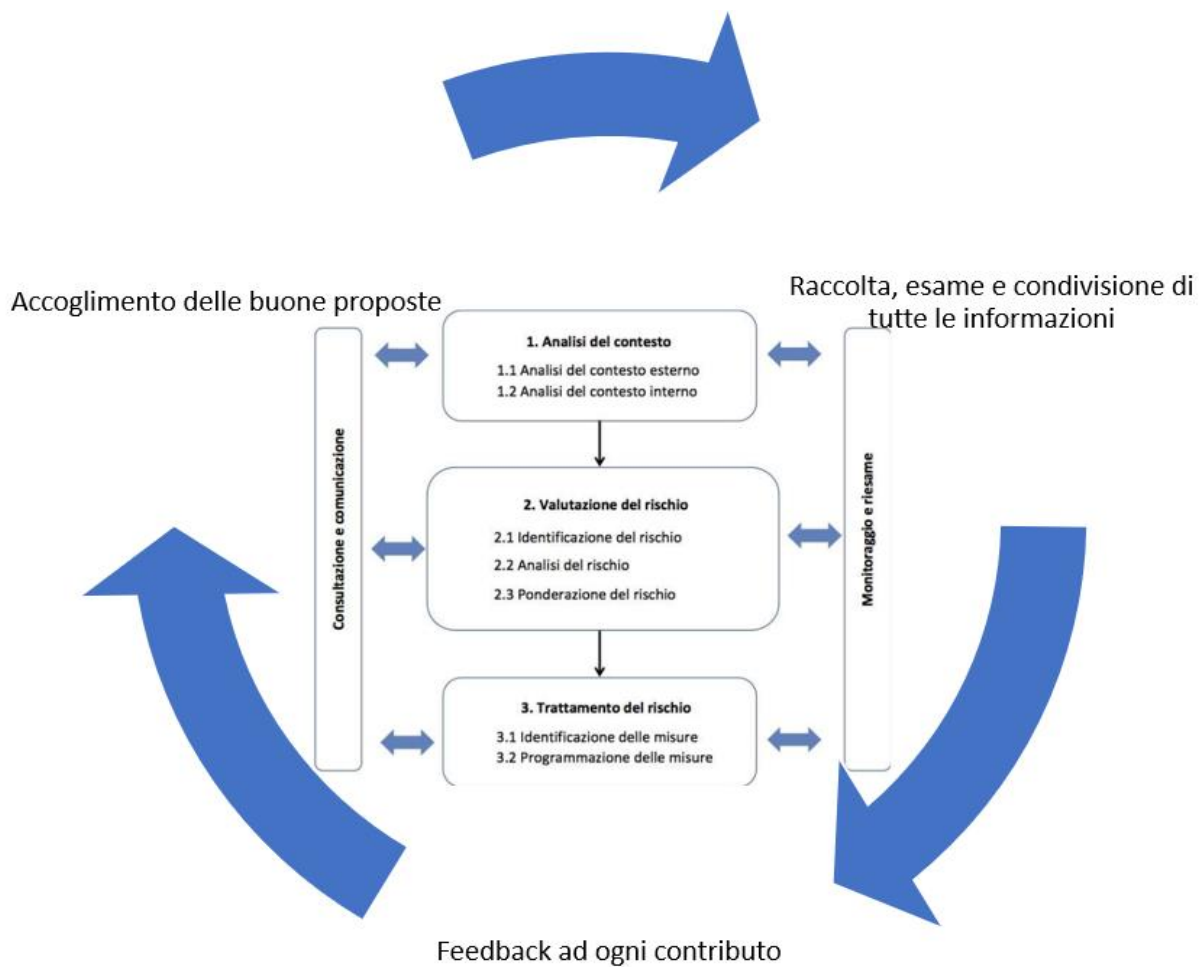 Accoglimento delle buone proposte
Raccolta, esame e condivisione di
tutte le informazioni
Consultazione e comunicazione
1. Analisi del contesto
1.1 Analisi del contesto esterno
1.2 Analisi del contesto interno
2. Valutazione del rischio
2.1 Identificazione del rischio
2.2 Analisi del rischio
2.3 Ponderazione del rischio
3. Trattamento del rischio
3.1 Identificazione delle misure
3.2 Programmazione delle misure
Monitoraggio e riesame
Feedback ad ogni contributo